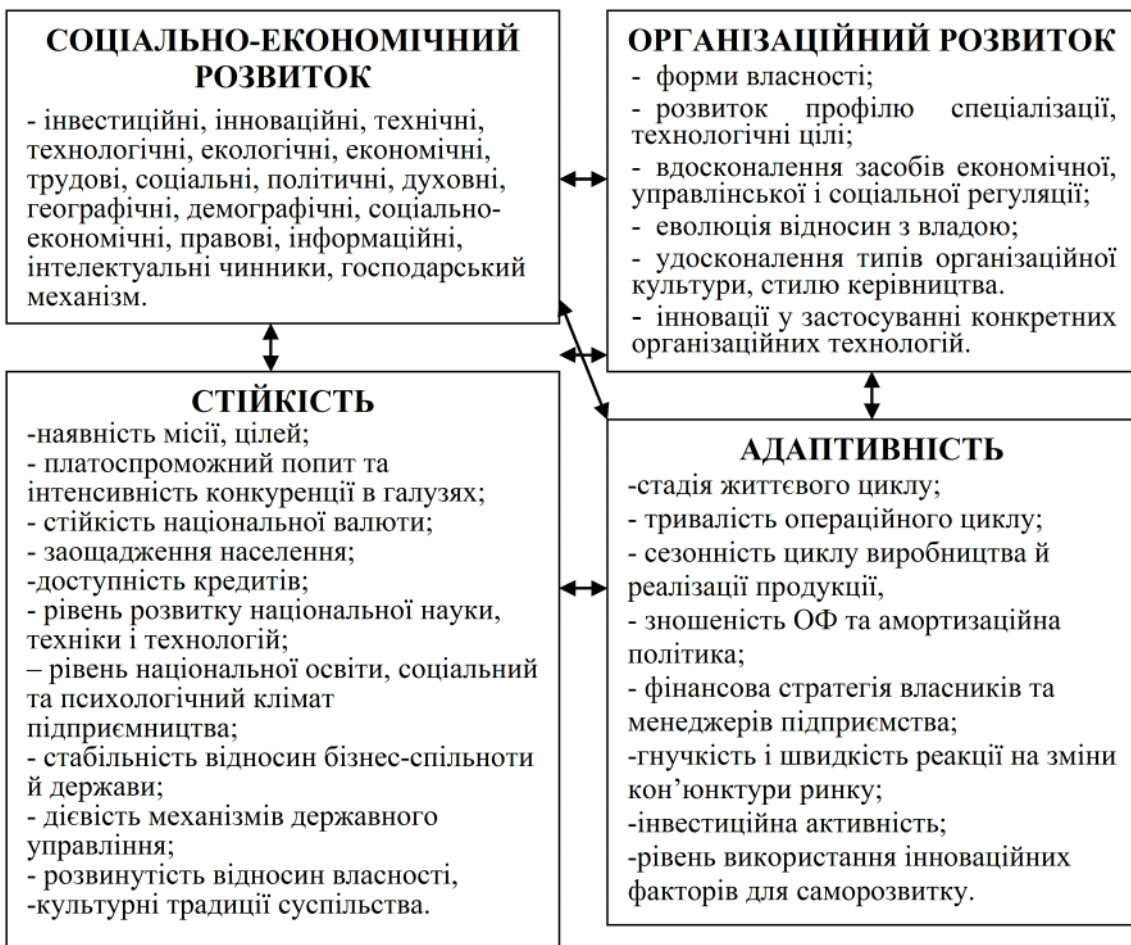 СОЦІАЛЬНО-ЕКОНОМІЧНИЙ
РОЗВИТОК
- інвестиційні, інноваційні, технічні,
технологічні, екологічні, економічні,
трудові, соціальні, політичні, духовні,
географічні, демографічні, соціально-
економічні, правові, інформаційні,
інтелектуальні чинники, господарський
механізм.
ОРГАНІЗАЦІЙНИЙ РОЗВИТОК
- форми власності;
- розвиток профілю спеціалізації,
технологічні цілі;
- вдосконалення засобів економічної,
управлінської і соціальної регуляції;
- еволюція відносин з владою;
- удосконалення типів організаційної
культури, стилю керівництва.
- інновації у застосуванні конкретних
організаційних технологій.
СТІЙКІСТЬ
-наявність місії, цілей;
- платоспроможний попит та
інтенсивність конкуренції в галузях;
- стійкість національної валюти;
- заощадження населення;
-доступність кредитів;
- рівень розвитку національної науки,
техніки і технологій;
– рівень національної освіти, соціальний
та психологічний клімат
підприємництва;
- стабільність відносин бізнес-спільноти
й держави;
- дієвість механізмів державного
управління;
- розвинутість відносин власності,
-культурні традиції суспільства.
АДАПТИВНІСТЬ
-стадія життєвого циклу;
- тривалість операційного циклу;
- сезонність циклу виробництва й
реалізації продукції,
- зношеність ОФ та амортизаційна
політика;
- фінансова стратегія власників та
менеджерів підприємства;
-гнучкість і швидкість реакції на зміни
кон’юнктури ринку;
-інвестиційна активність;
-рівень використання інноваційних
факторів для саморозвитку.